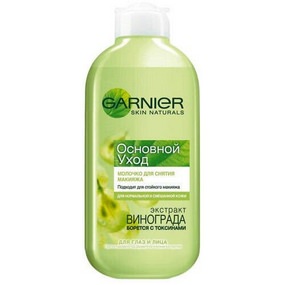 GARNIER
SKIN NATURALS
ОСНОВНОЙ
УХОД
МОЛОЧКО ДЛЯ СНЯТИЯ
МАКИЯЖА
Подходит для стойкого макияжа
ДЛЯ НОРМАЛЬНОЙ И СМЕШАННОЙ КОЖИ
ЭКСТРАКТ
ВИНОГРАДА
БОРЕТСЯ С ТОКСИНАМИ
ДЛЯ ГЛАЗ И ЛИЦА